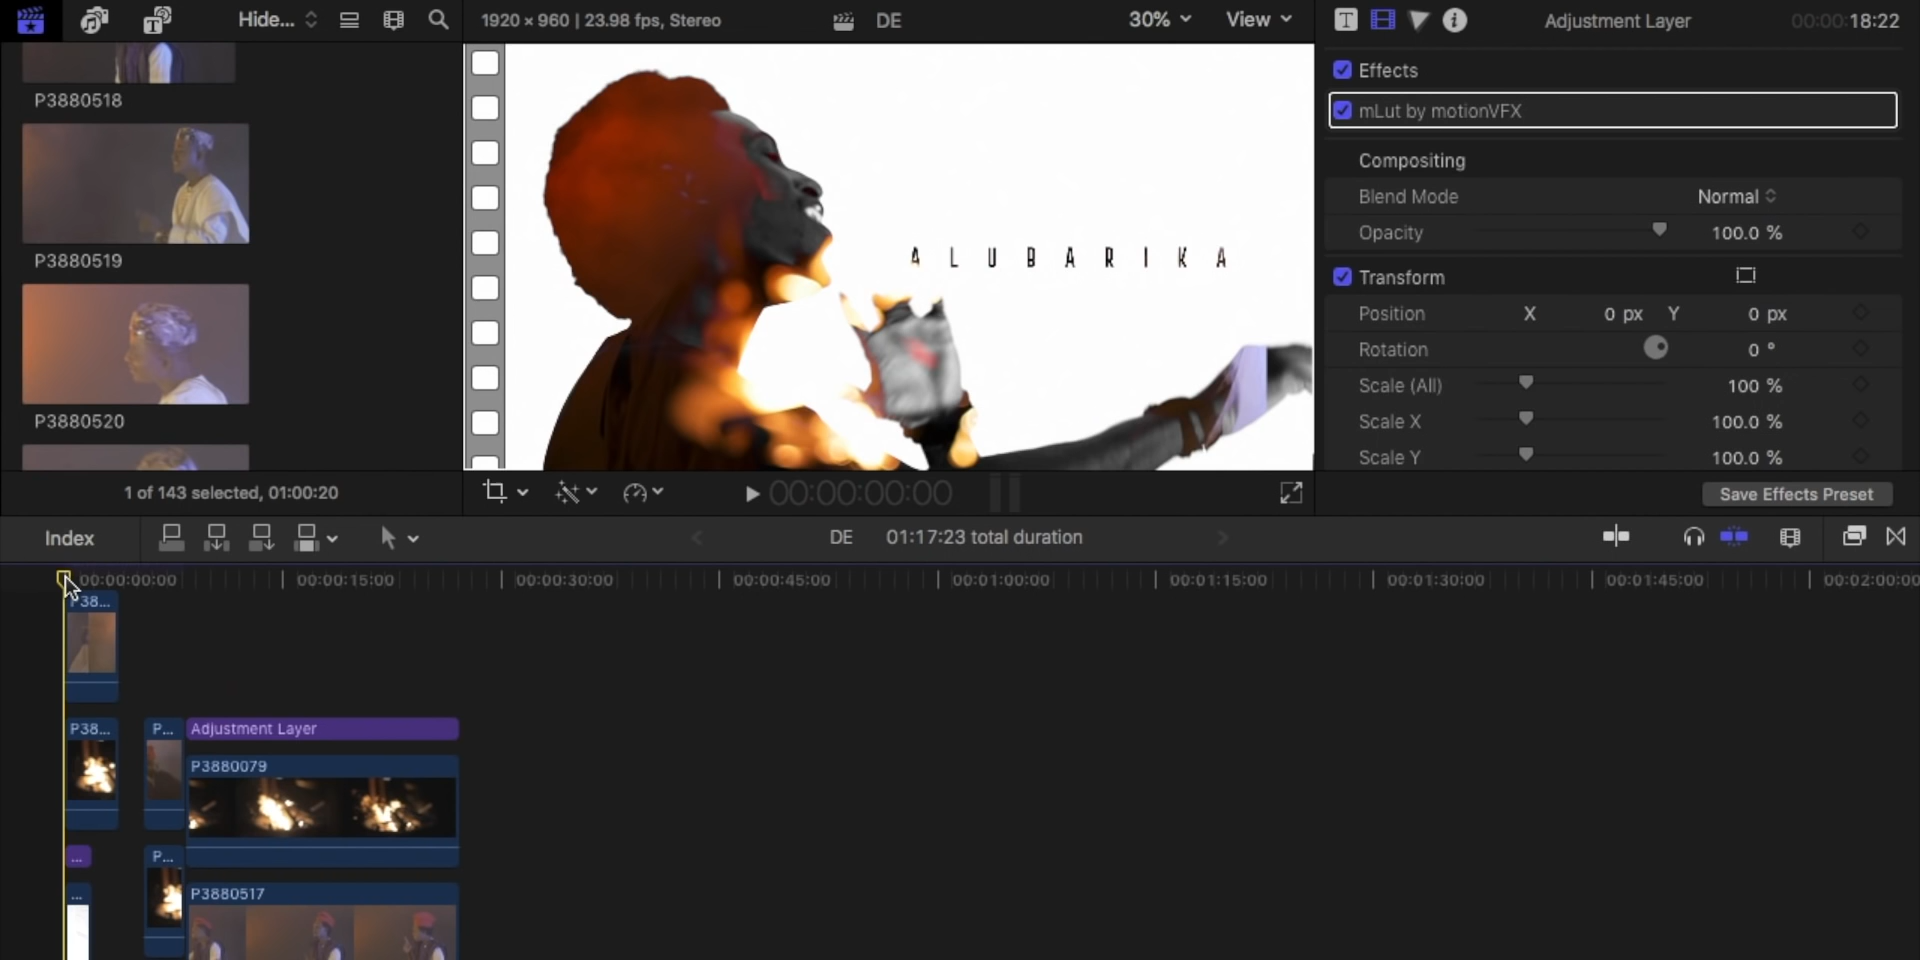 Hide...
1920 × 960 | 23.98 fps, Stereo
DE
30%
View
Adjustment Layer
00:00:18:22
P3880518
P3880519
P3880520
1 of 143 selected, 01:00:20
ALUBARIKA
00:00:00:00
Effects
mLut by motionVFX
Compositing
Blend Mode
Normal
Opacity
100.0 %
Transform
Position
X
0 px
Y
0 px
Rotation
0 °
Scale (All)
100 %
Scale X
100.0 %
Scale Y
100.0 %
Save Effects Preset
Index
DE
01:17:23 total duration
00:00:00:00
00:00:15:00
00:00:30:00
00:00:45:00
00:01:00:00
00:01:15:00
00:01:30:00
00:01:45:00
00:02:00:00
P38...
P38...
P...
Adjustment Layer
P3880079
...
P...
...
P3880517